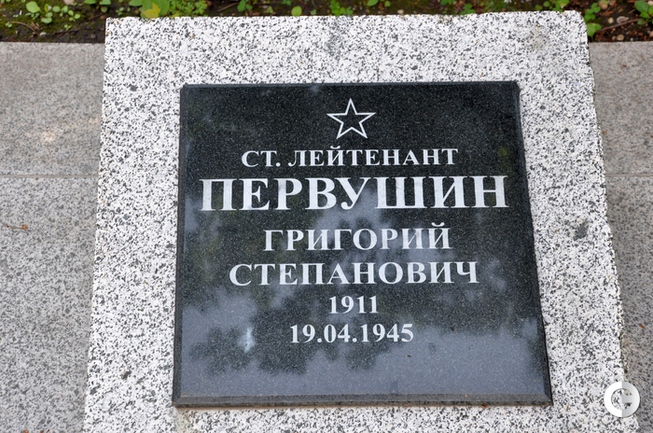 СТ. ЛЕЙТЕНАНТ
ПЕРВУШИН
ГРИГОРИЙ
СТЕПАНОВИЧ
1911
19.04.1945